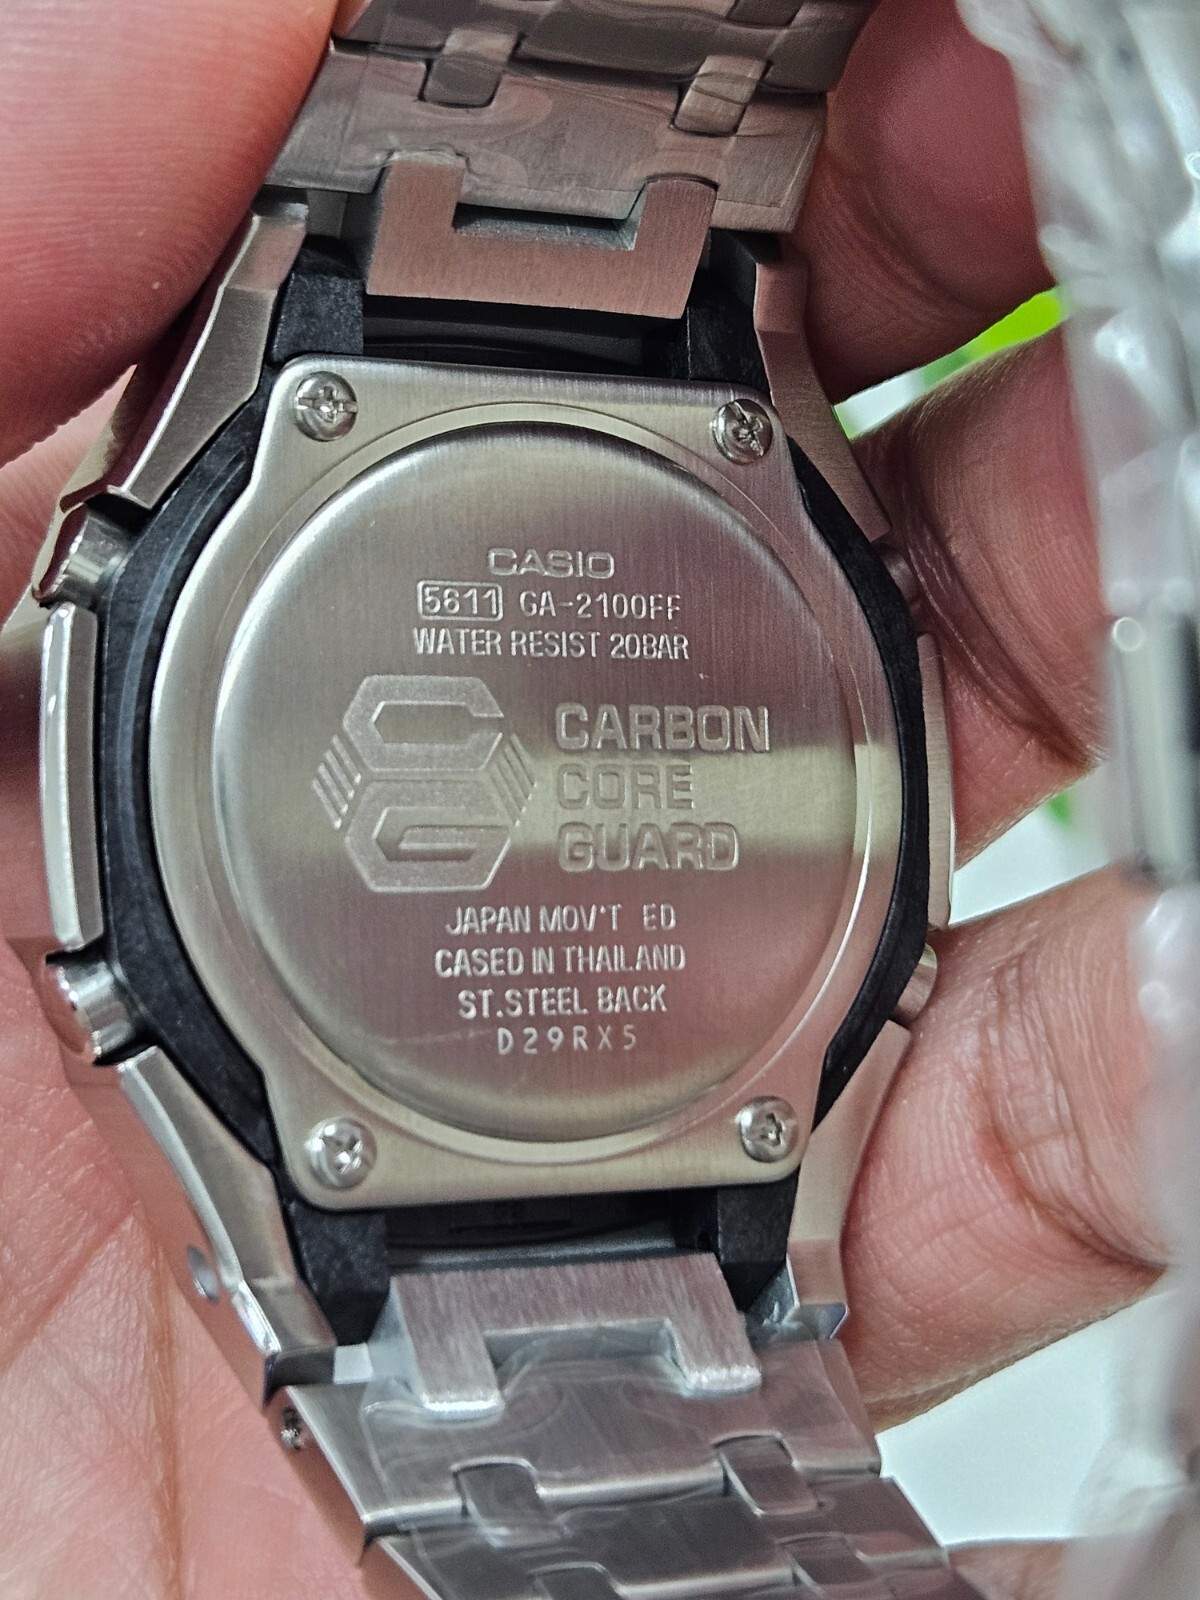 CASIO
5611 GA-2100FF
WATER RESIST 20BAR
CARBON
CORE
GUARD
JAPAN MOV'T ED
CASED IN THAILAND
ST.STEEL BACK
D29RX5